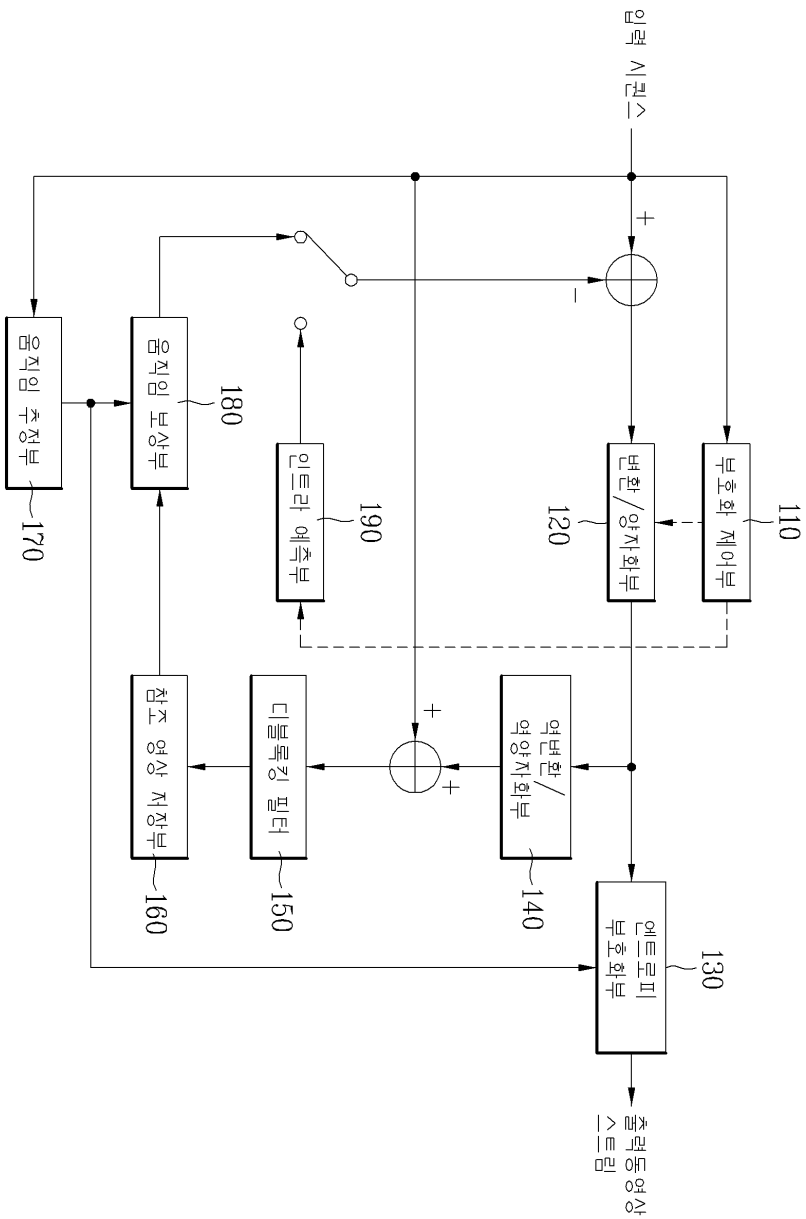 입력 시퀀스
+
−
부호화 제어부
110
변환/양자화부
120
인트라 예측부
190
움직임 보상부
180
움직임 추정부
170
역변환/
역양자화부
140
+
+
디블록킹 필터
150
참조 영상 저장부
160
엔트로피
부호화부
130
출력동영상
스트림